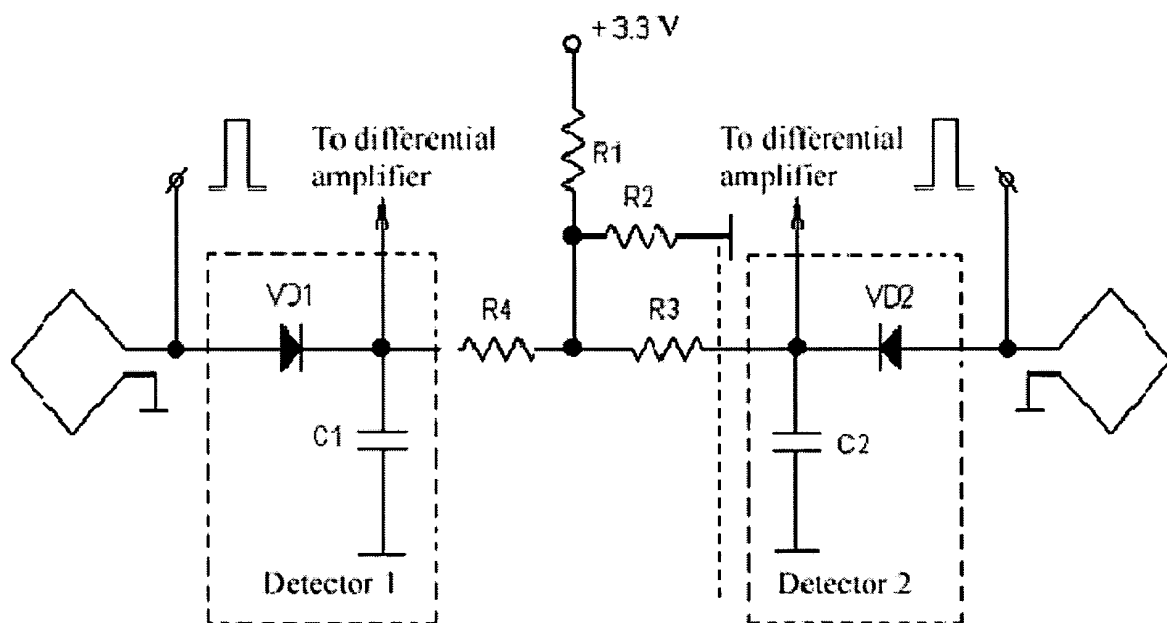 + 3.3 V
To differential
amplifier
R1
To differential
amplifier
R2
VD1
R4
R3
VD2
C1
C2
Detector 1
Detector 2